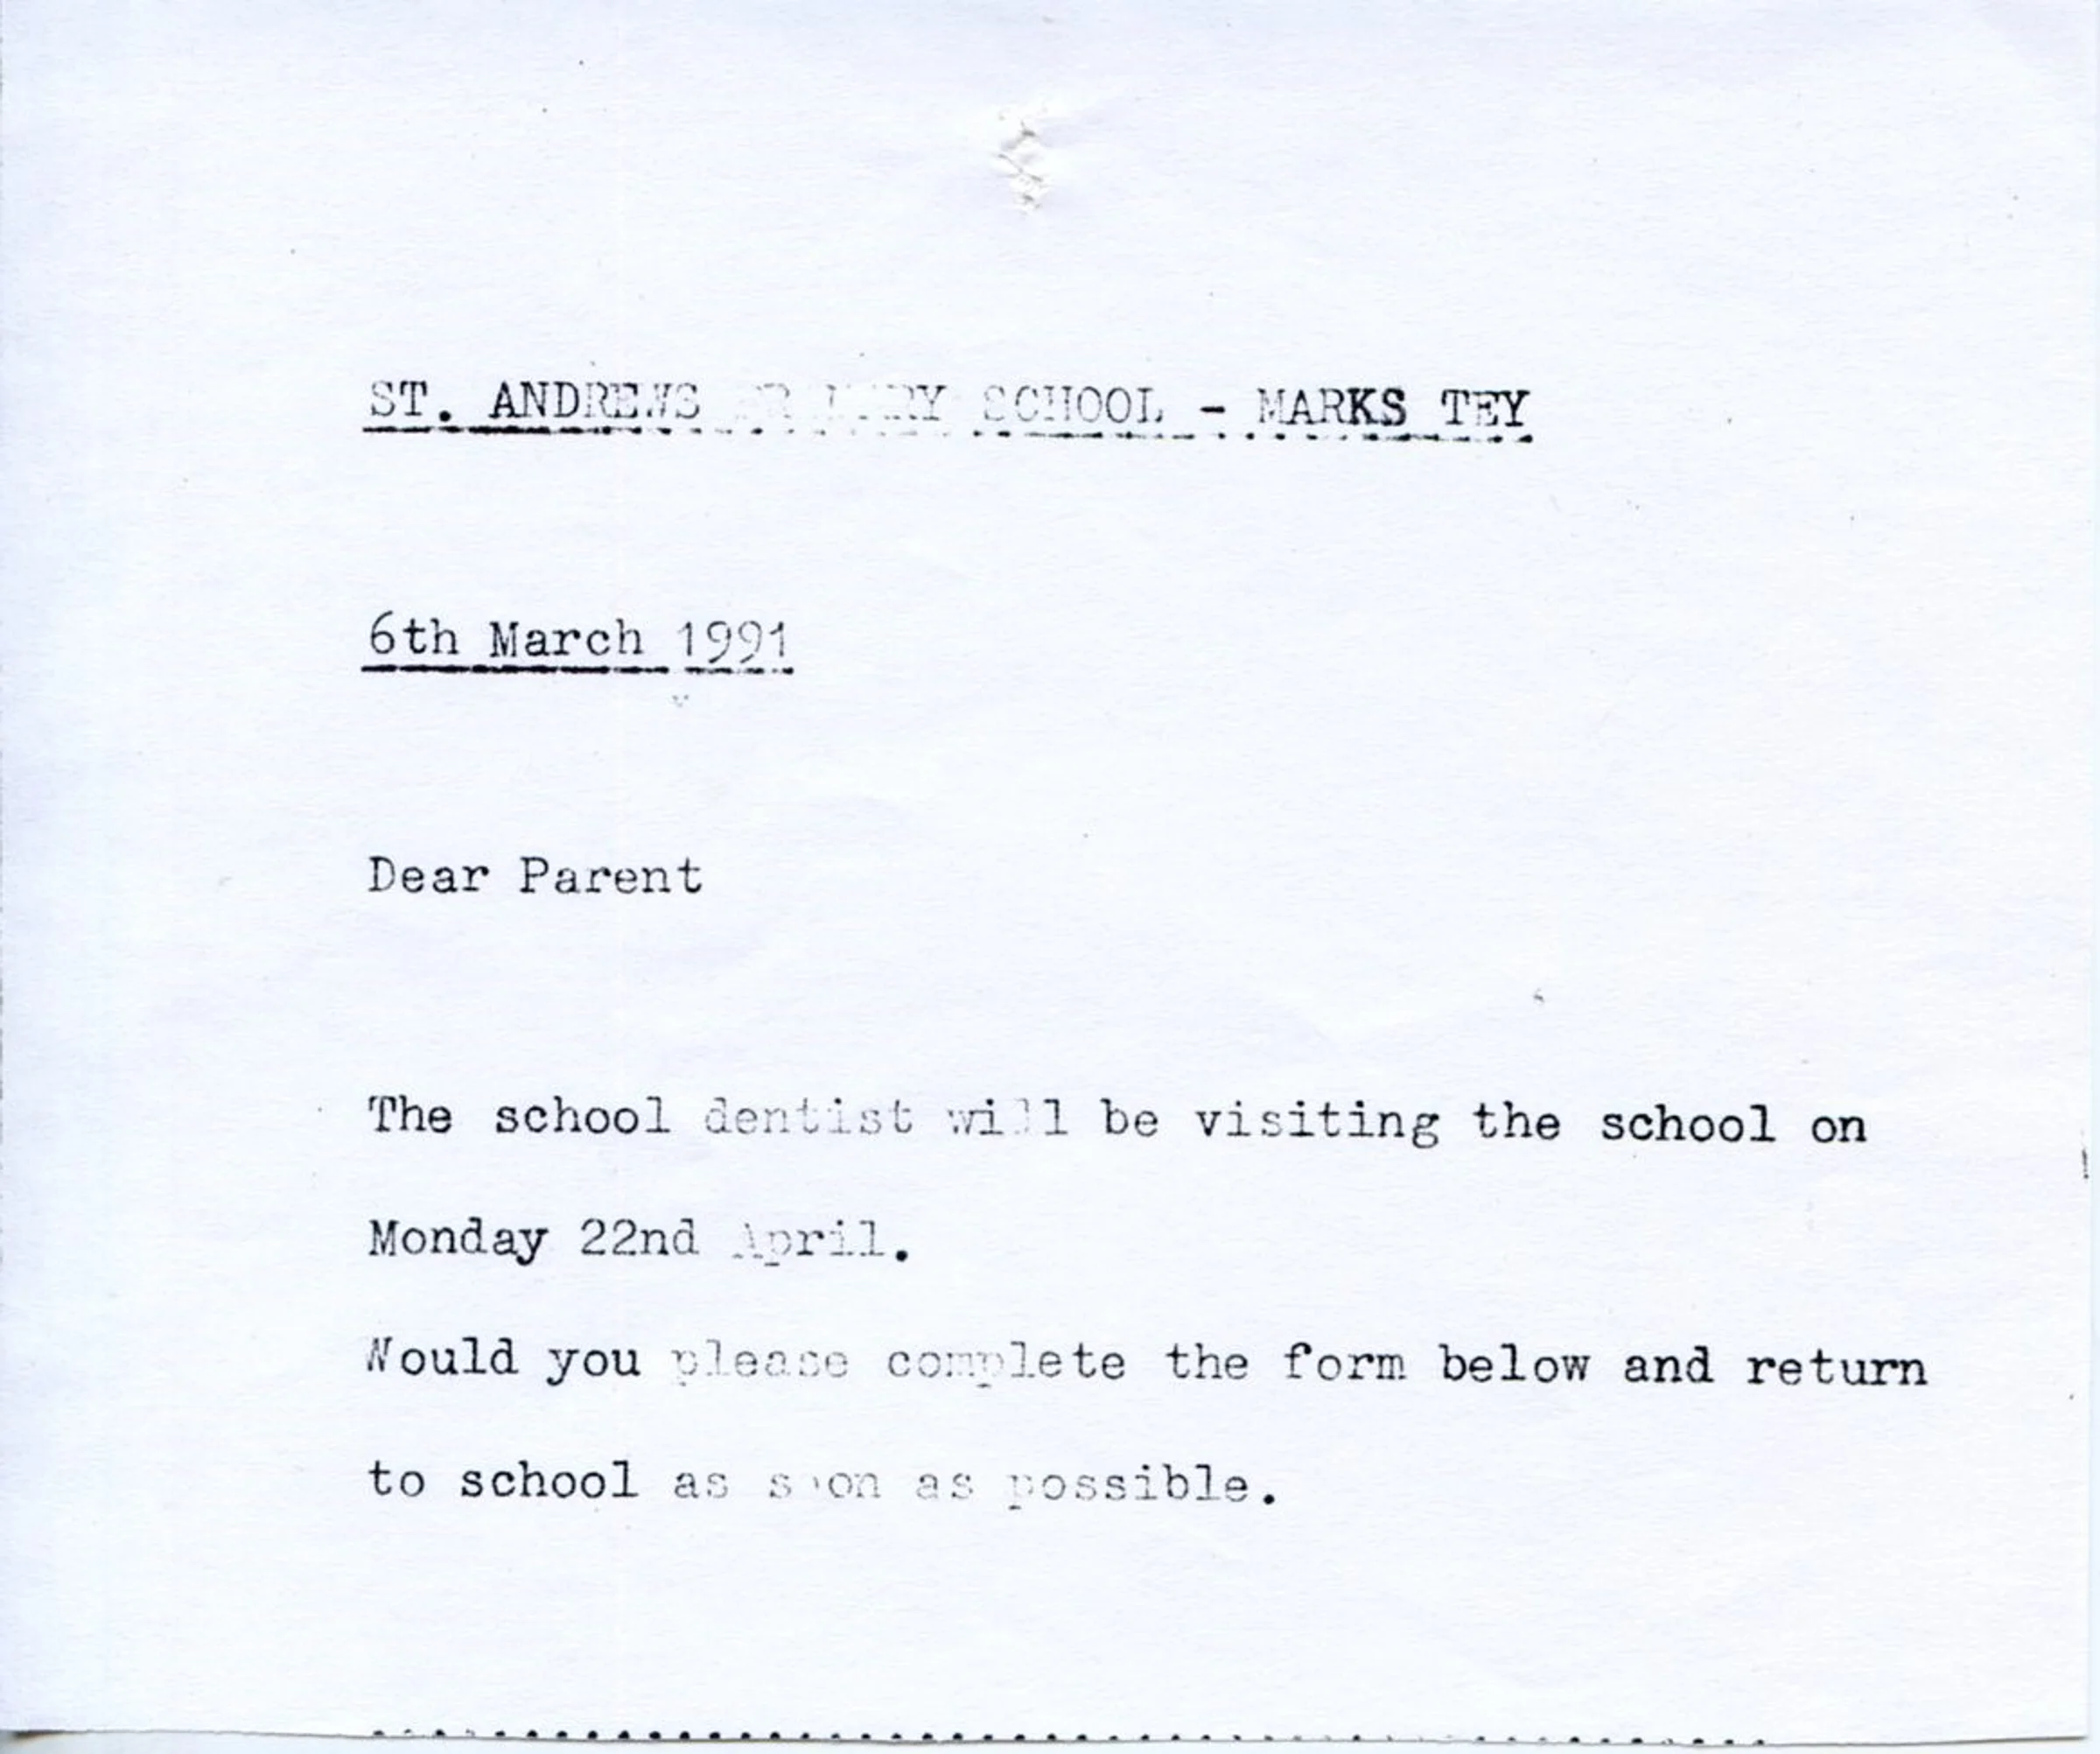 ST. ANDREWS PRIMARY SCHOOL - MARKS TEY
6th March 1991
Dear Parent
The school dentist will be visiting the school on
Monday 22nd April.
Would you please complete the form below and return
to school as soon as possible.